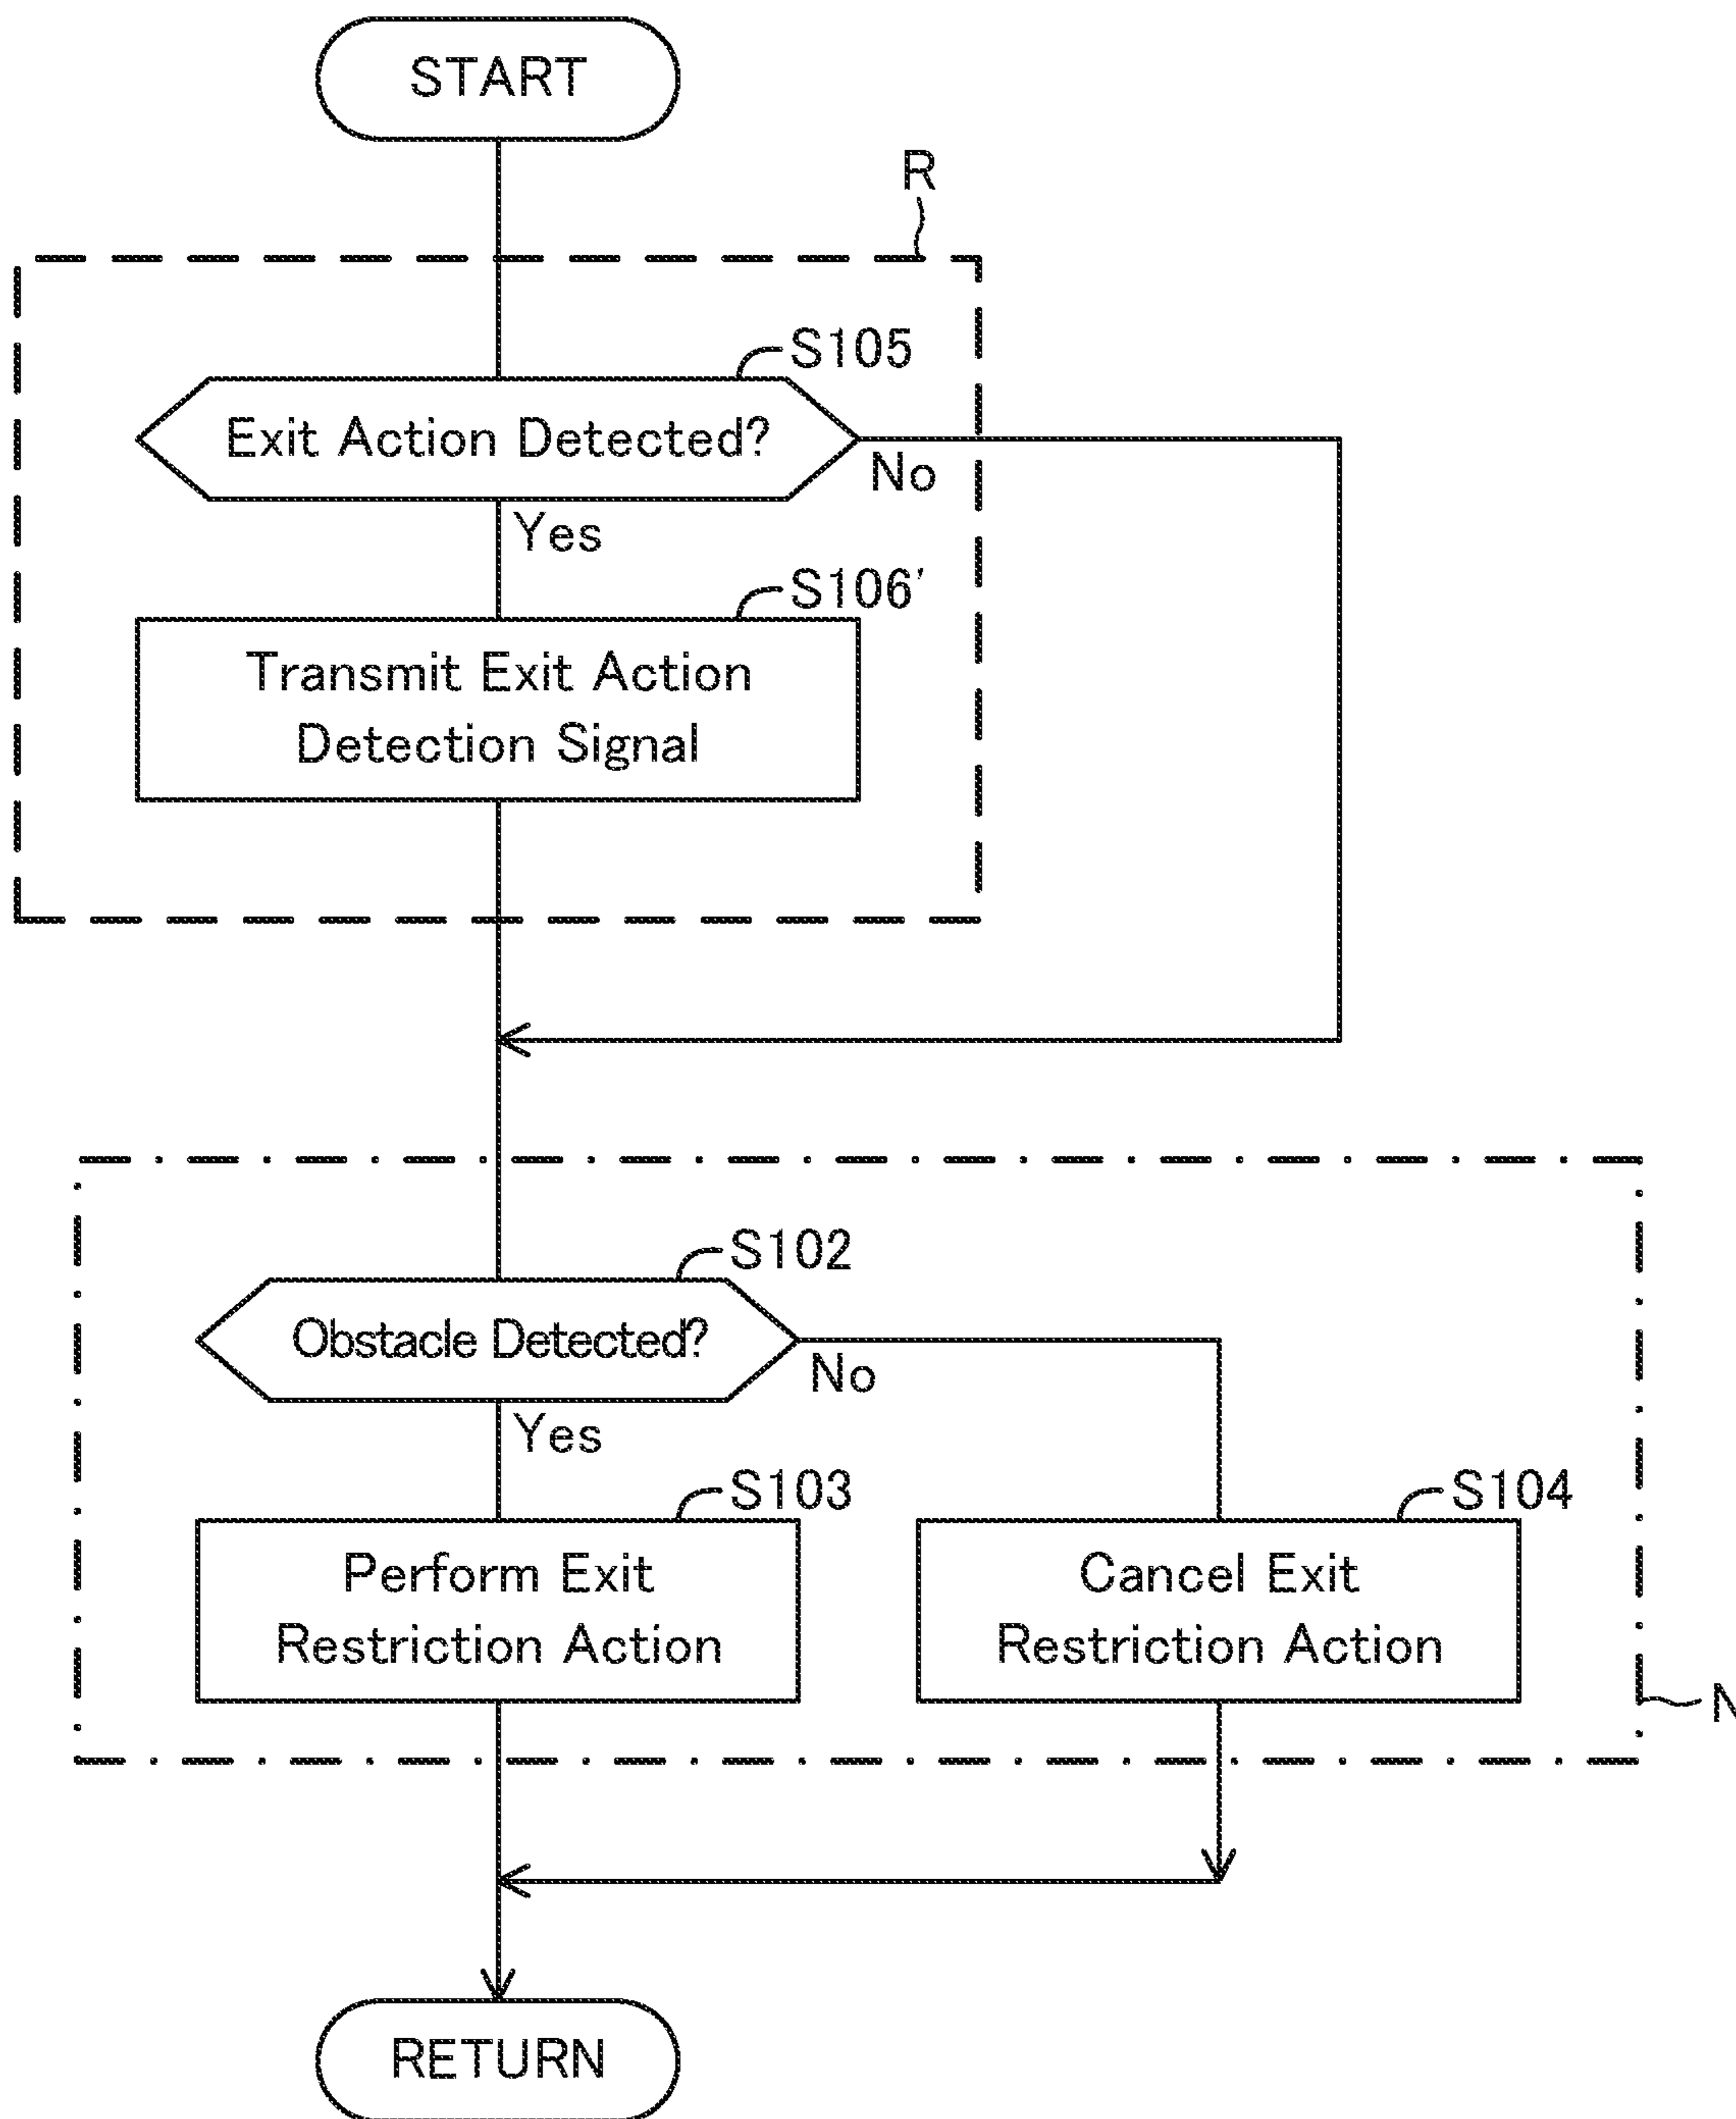 START
R
S105
Exit Action Detected?
No
Yes
S106'
Transmit Exit Action
Detection Signal
S102
Obstacle Detected?
No
Yes
S103
S104
Perform Exit
Restriction Action
Cancel Exit
Restriction Action
N
RETURN